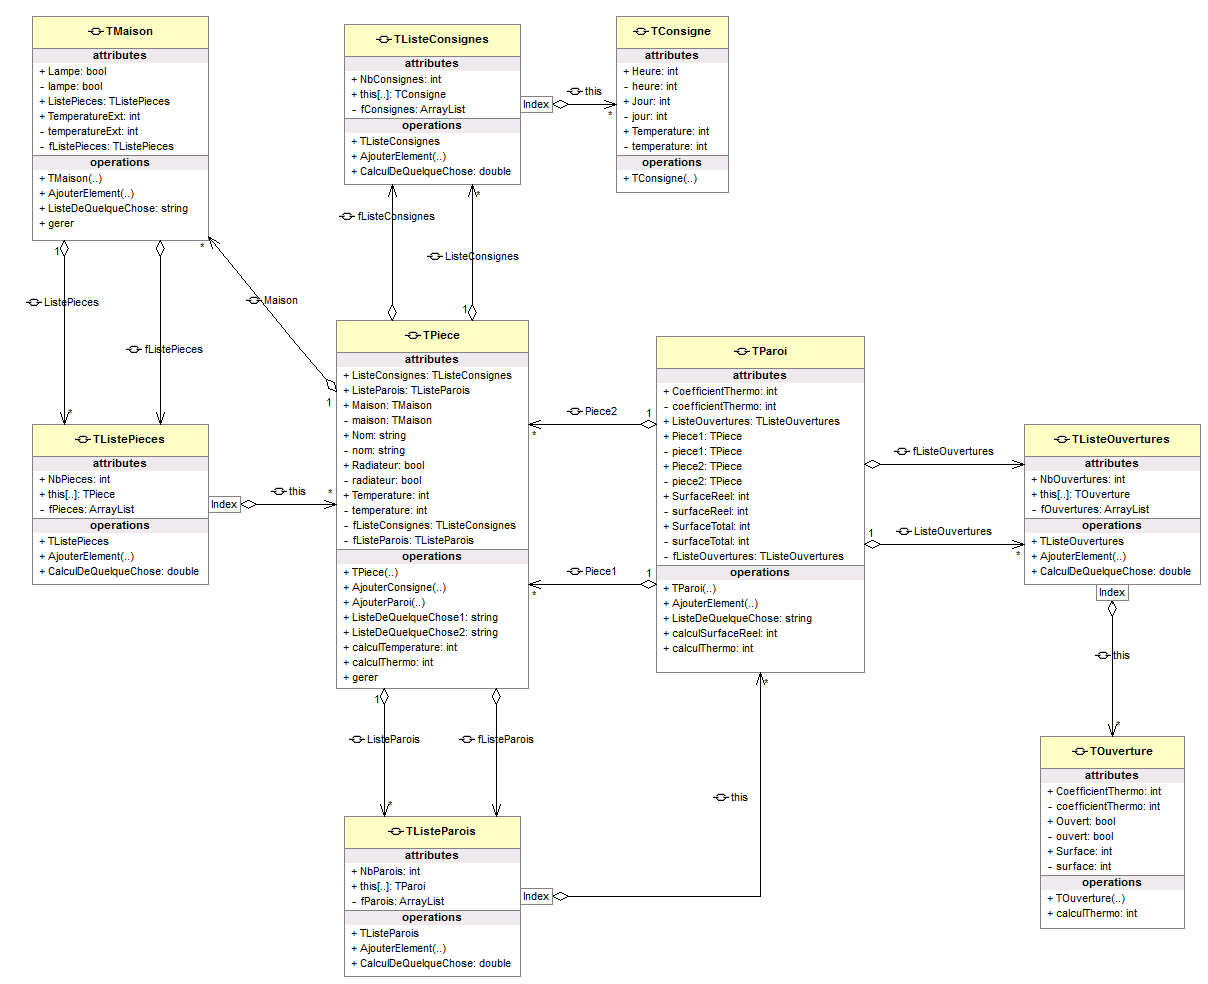 TMaison
attributes
+ Lampe: bool
- lampe: bool
+ ListePieces: TListePieces
+ TemperatureExt: int
- temperatureExt: int
- fListePieces: TListePieces
operations
+ TMaison(..)
+ AjouterElement(..)
+ ListeDeQuelqueChose: string
+ gerer
TListeConsignes
attributes
+ NbConsignes: int
+ this[..]: TConsigne
- fConsignes: ArrayList
operations
+ TListeConsignes
+ AjouterElement(..)
+ CalculDeQuelqueChose: double
Index
this
*
TConsigne
attributes
+ Heure: int
- heure: int
+ Jour: int
- jour: int
+ Temperature: int
- temperature: int
operations
+ TConsigne(..)
*
fListeConsignes
ListeConsignes
1
1
ListePieces
*
fListePieces
*
Maison
1
TListePieces
attributes
+ NbPieces: int
+ this[..]: TPiece
- fPieces: ArrayList
operations
+ TListePieces
+ AjouterElement(..)
+ CalculDeQuelqueChose: double
Index
this
*
TPiece
attributes
+ ListeConsignes: TListeConsignes
+ ListeParois: TListeParois
+ Maison: TMaison
- maison: TMaison
+ Nom: string
- nom: string
+ Radiateur: bool
- radiateur: bool
+ Temperature: int
- temperature: int
- fListeConsignes: TListeConsignes
- fListeParois: TListeParois
operations
+ TPiece(..)
+ AjouterConsigne(..)
+ AjouterParoi(..)
+ ListeDeQuelqueChose1: string
+ ListeDeQuelqueChose2: string
+ calculTemperature: int
+ calculThermo: int
+ gerer
Piece2
1
*
Piece1
1
*
TParoi
attributes
+ CoefficientThermo: int
- coefficientThermo: int
+ ListeOuvertures: TListeOuvertures
+ Piece1: TPiece
- piece1: TPiece
+ Piece2: TPiece
- piece2: TPiece
+ SurfaceReel: int
- surfaceReel: int
+ SurfaceTotal: int
- surfaceTotal: int
- fListeOuvertures: TListeOuvertures
operations
+ TParoi(..)
+ AjouterElement(..)
+ ListeDeQuelqueChose: string
+ calculSurfaceReel: int
+ calculThermo: int
fListeOuvertures
1
ListeOuvertures
*
TListeOuvertures
attributes
+ NbOuvertures: int
+ this[..]: TOuverture
- fOuvertures: ArrayList
operations
+ TListeOuvertures
+ AjouterElement(..)
+ CalculDeQuelqueChose: double
Index
this
*
1
ListeParois
*
fListeParois
TListeParois
attributes
+ NbParois: int
+ this[..]: TParoi
- fParois: ArrayList
operations
+ TListeParois
+ AjouterElement(..)
+ CalculDeQuelqueChose: double
Index
this
*
TOuverture
attributes
+ CoefficientThermo: int
- coefficientThermo: int
+ Ouvert: bool
- ouvert: bool
+ Surface: int
- surface: int
operations
+ TOuverture(..)
+ calculThermo: int